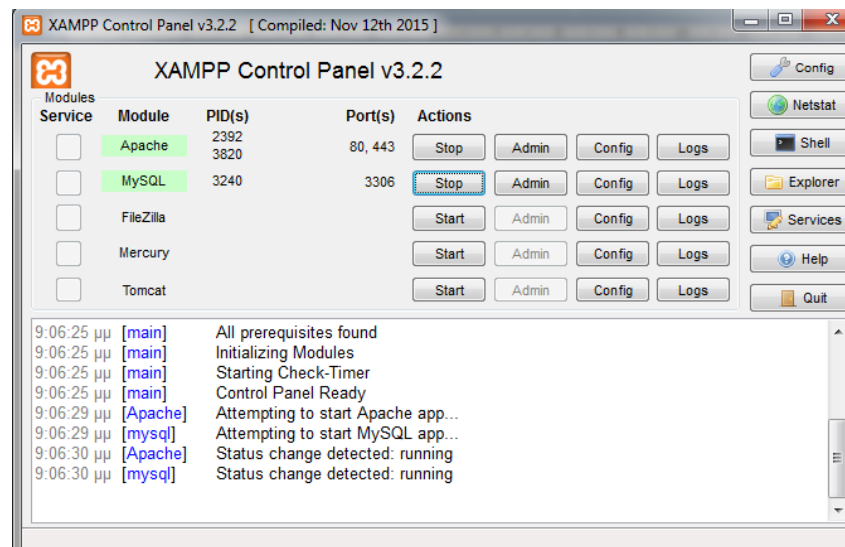 XAMPP Control Panel v3.2.2 [ Compiled: Nov 12th 2015 ]
XAMPP Control Panel v3.2.2
Config
Modules
Service Module PID(s) Port(s) Actions
Netstat
Apache 2392 3820 80, 443 Stop Admin Config Logs
Shell
MySQL 3240 3306 Stop Admin Config Logs
Explorer
FileZilla Start Admin Config Logs
Services
Mercury Start Admin Config Logs
Help
Tomcat Start Admin Config Logs
Quit
9:06:25 μμ [main] All prerequisites found
9:06:25 μμ [main] Initializing Modules
9:06:25 μμ [main] Starting Check-Timer
9:06:25 μμ [main] Control Panel Ready
9:06:29 μμ [Apache] Attempting to start Apache app...
9:06:29 μμ [mysql] Attempting to start MySQL app...
9:06:30 μμ [Apache] Status change detected: running
9:06:30 μμ [mysql] Status change detected: running